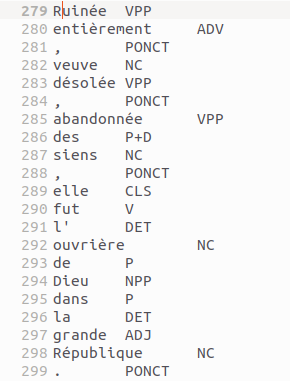 279 Ruinée VPP
280 entièrement ADV
281 , PONCT
282 veuve NC
283 désolée VPP
284 , PONCT
285 abandonnée VPP
286 des P+D
287 siens NC
288 , PONCT
289 elle CLS
290 fut V
291 l' DET
292 ouvrière NC
293 de P
294 Dieu NPP
295 dans P
296 la DET
297 grande ADJ
298 République NC
299 . PONCT